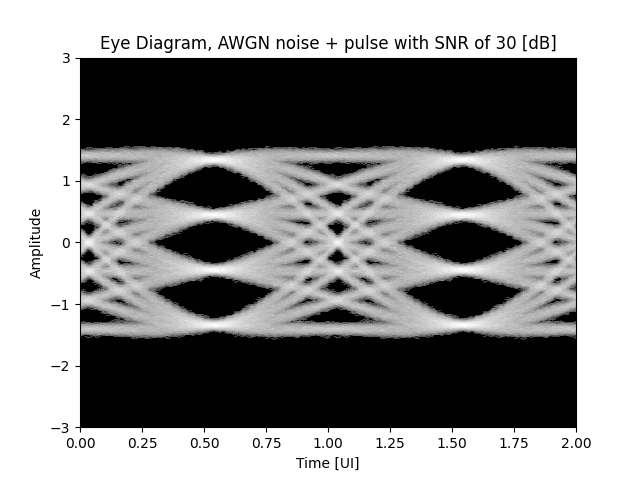 Eye Diagram, AWGN noise + pulse with SNR of 30 [dB]
3
2
1
0
−1
−2
−3
Amplitude
0.00 0.25 0.50 0.75 1.00 1.25 1.50 1.75 2.00
Time [UI]